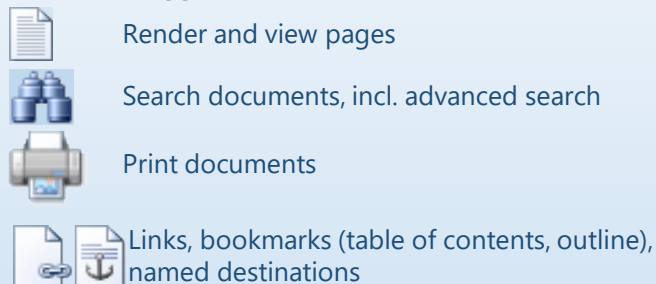 Render and view pages
Search documents, incl. advanced search
Print documents
Links, bookmarks (table of contents, outline),
named destinations